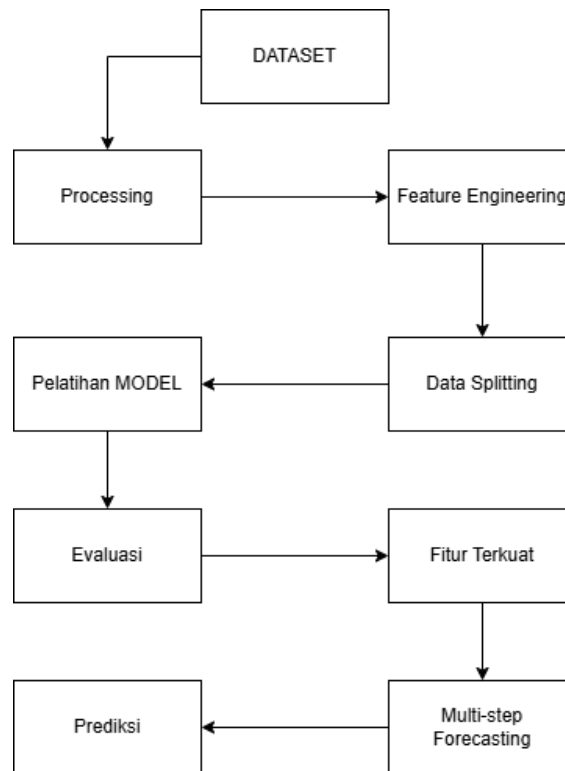 DATASET
Processing
Feature Engineering
Pelatihan MODEL
Data Splitting
Evaluasi
Fitur Terkuat
Prediksi
Multi-step
Forecasting